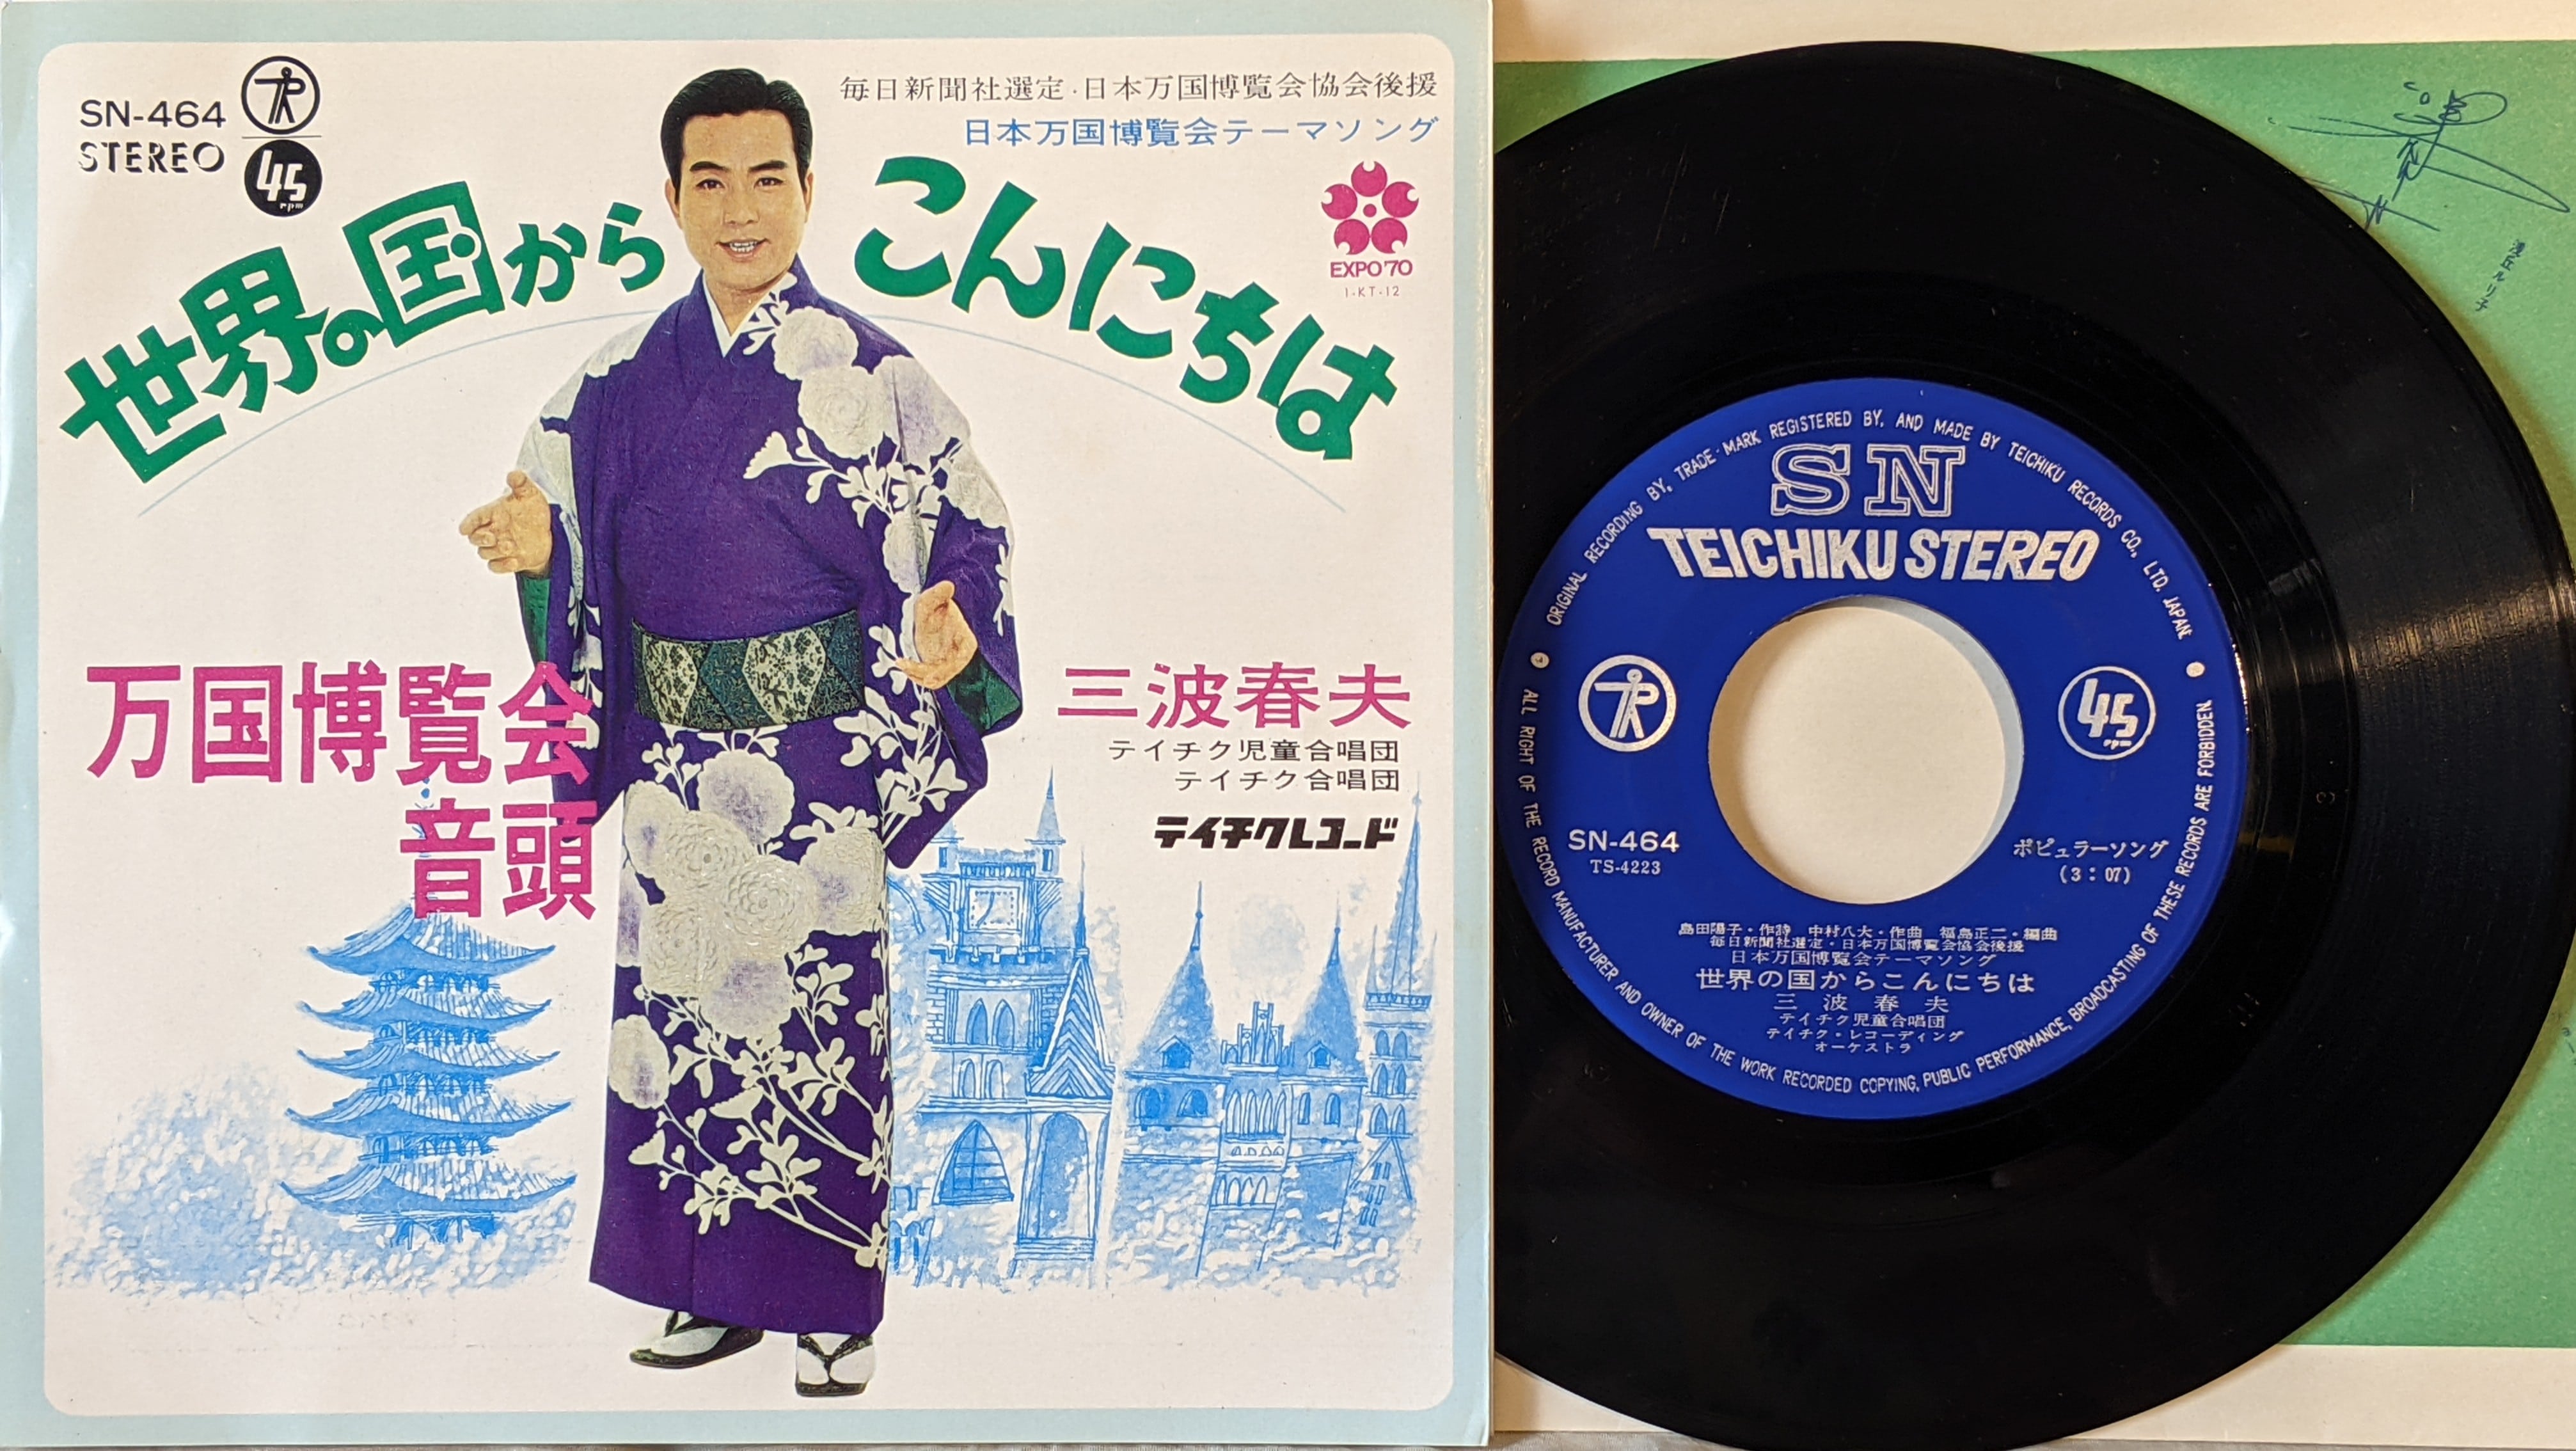 SN-464
STEREO
45
rpm
毎日新聞社選定・日本万国博覧会協会後援
日本万国博覧会テーマソング
世界の国から こんにちは
EXPO'70
1-KT-12
万国博覧会
音頭
三波春夫
テイチク児童合唱団
テイチク合唱団
テイチクレコード
浅丘ルリ子
ORIGINAL RECORDING BY, TRADE-MARK REGISTERED BY, AND MADE BY TEICHIKU RECORDS CO., LTD. JAPAN.
SN
TEICHIKU STEREO
45
rpm
SN-464
TS-4223
ポピュラーソング
(3:07)
島田陽子・作詩 中村八大・作曲 福島正二・編曲
毎日新聞社選定・日本万国博覧会協会後援
日本万国博覧会テーマソング
世界の国からこんにちは
三波春夫
テイチク児童合唱団
テイチク・レコーディング
オーケストラ
ALL RIGHT OF THE RECORD MANUFACTURER AND OWNER OF THE WORK RECORDED COPYING, PUBLIC PERFORMANCE, BROADCASTING OF THESE RECORDS ARE FORBIDDEN